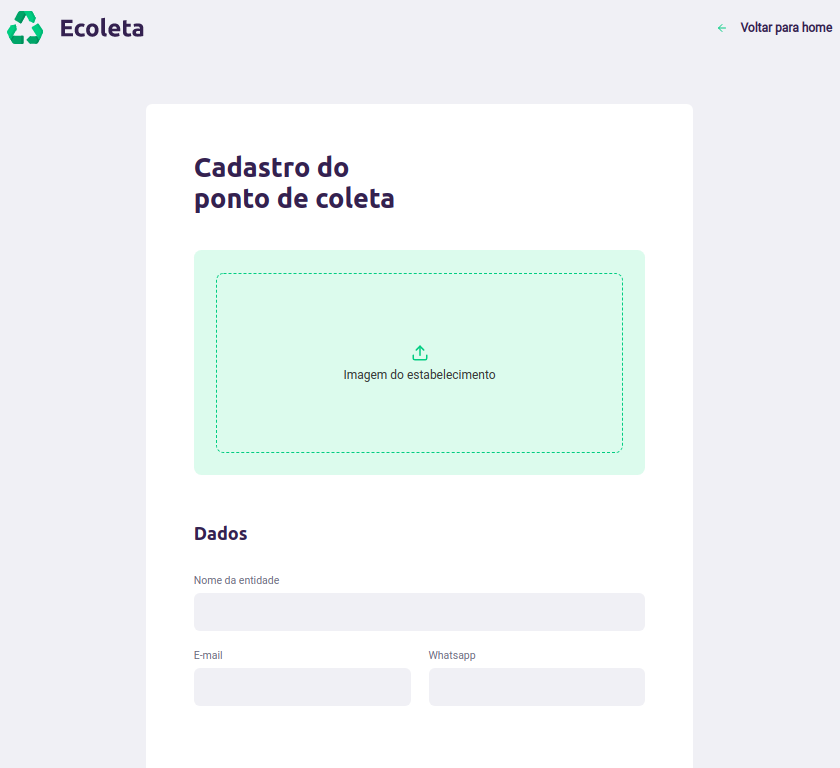 Ecoleta
Voltar para home
Cadastro do
ponto de coleta
Imagem do estabelecimento
Dados
Nome da entidade
E-mail
Whatsapp